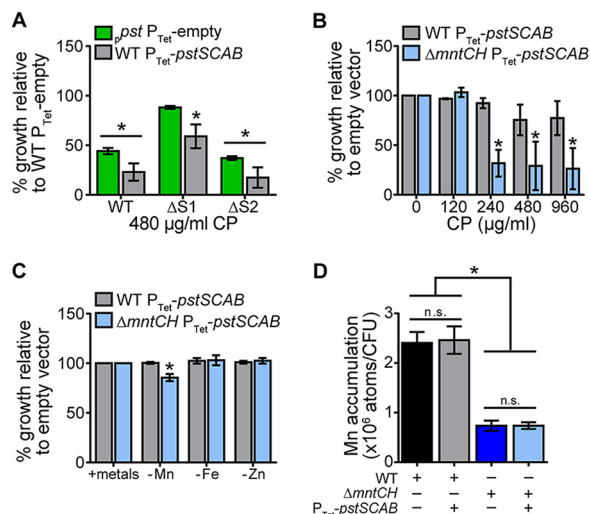 A
pPpst PTet-empty
WT PTet-pstSCAB
% growth relative
to WT PTet-empty
150
100
50
0
*
*
*
WT ΔS1 ΔS2
480 µg/ml CP
B
WT PTet-pstSCAB
ΔmntCH PTet-pstSCAB
% growth relative
to empty vector
150
100
50
0
*
*
*
0 120 240 480 960
CP (µg/ml)
C
WT PTet-pstSCAB
ΔmntCH PTet-pstSCAB
% growth relative
to empty vector
150
100
50
0
*
+metals -Mn -Fe -Zn
D
Mn accumulation
(x10⁶ atoms/CFU)
3
2
1
0
*
n.s.
n.s.
WT + + – –
ΔmntCH – – + +
PTet-pstSCAB – + – +